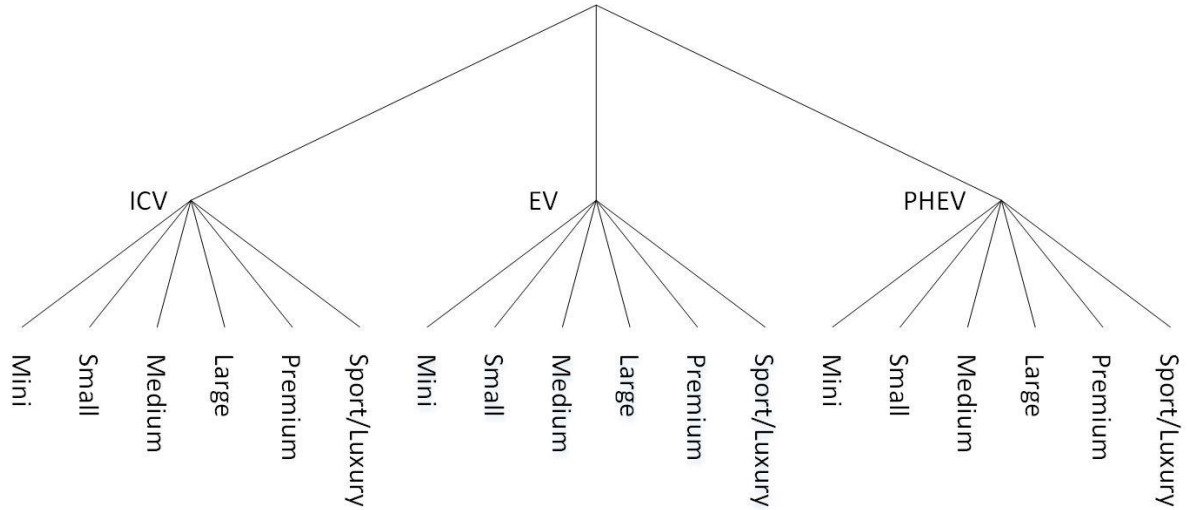 ICV
EV
PHEV
Mini
Small
Medium
Large
Premium
Sport/Luxury
Mini
Small
Medium
Large
Premium
Sport/Luxury
Mini
Small
Medium
Large
Premium
Sport/Luxury